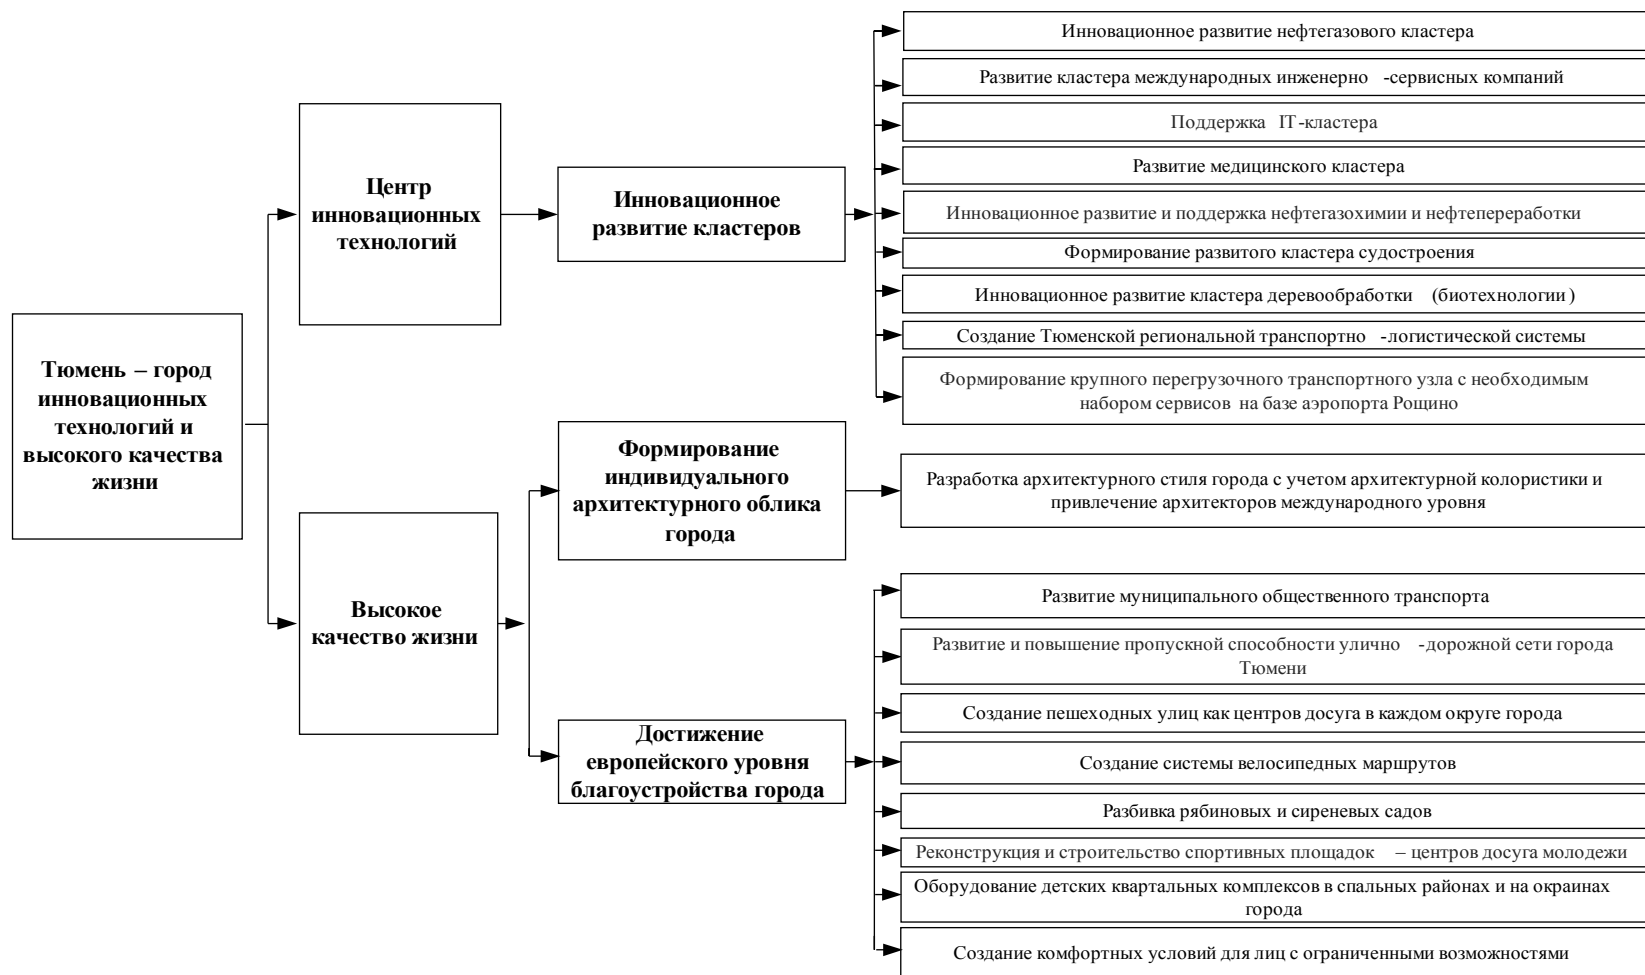 Тюмень – город
инновационных
технологий и
высокого качества
жизни
Центр
инновационных
технологий
Инновационное
развитие кластеров
Инновационное развитие нефтегазового кластера
Развитие кластера международных инженерно -сервисных компаний
Поддержка IT-кластера
Развитие медицинского кластера
Инновационное развитие и поддержка нефтегазохимии и нефтепереработки
Формирование развитого кластера судостроения
Инновационное развитие кластера деревообработки (биотехнологии)
Создание Тюменской региональной транспортно -логистической системы
Формирование крупного перегрузочного транспортного узла с необходимым
набором сервисов на базе аэропорта Рощино
Высокое
качество жизни
Формирование
индивидуального
архитектурного облика
города
Разработка архитектурного стиля города с учетом архитектурной колористики и
привлечение архитекторов международного уровня
Достижение
европейского уровня
благоустройства города
Развитие муниципального общественного транспорта
Развитие и повышение пропускной способности улично -дорожной сети города
Тюмени
Создание пешеходных улиц как центров досуга в каждом округе города
Создание системы велосипедных маршрутов
Разбивка рябиновых и сиреневых садов
Реконструкция и строительство спортивных площадок – центров досуга молодежи
Оборудование детских квартальных комплексов в спальных районах и на окраинах
города
Создание комфортных условий для лиц с ограниченными возможностями